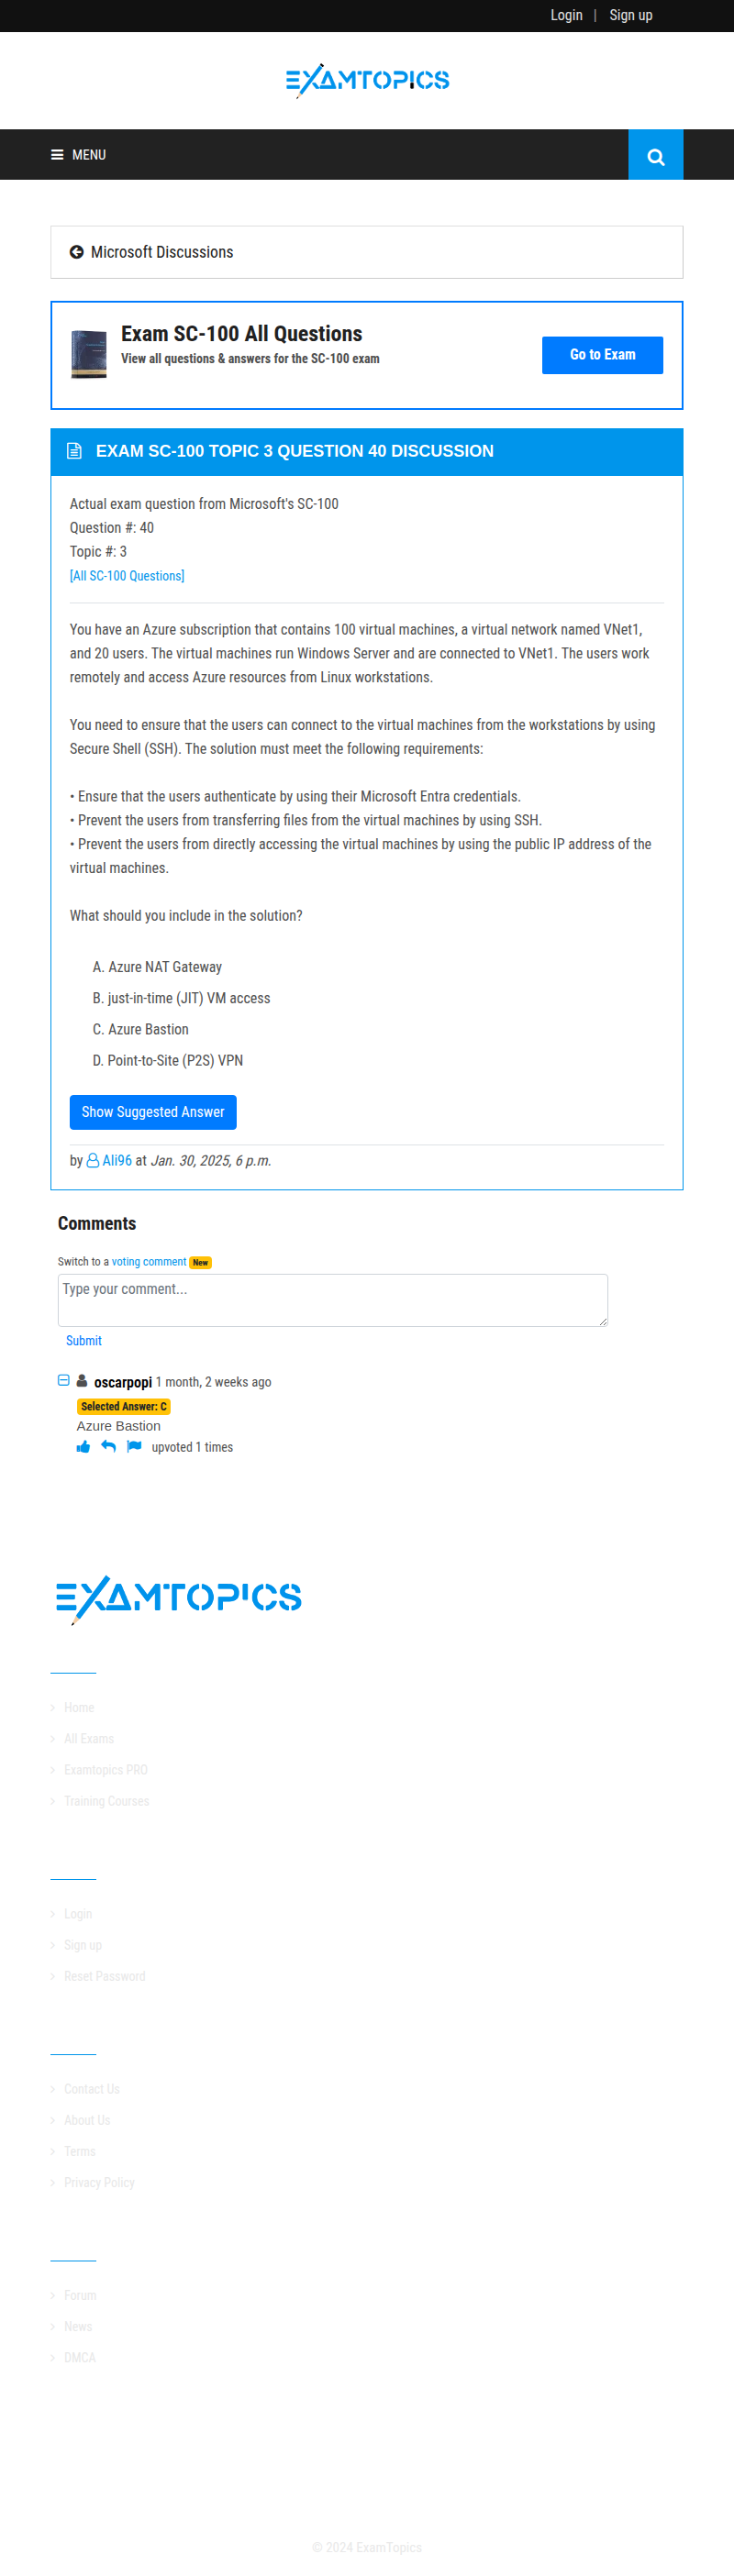 Login | Sign up
EXAMTOPICS
MENU
Microsoft Discussions
Exam SC-100 All Questions
View all questions & answers for the SC-100 exam
Go to Exam
EXAM SC-100 TOPIC 3 QUESTION 40 DISCUSSION
Actual exam question from Microsoft's SC-100
Question #: 40
Topic #: 3
[All SC-100 Questions]
You have an Azure subscription that contains 100 virtual machines, a virtual network named VNet1,
and 20 users. The virtual machines run Windows Server and are connected to VNet1. The users work
remotely and access Azure resources from Linux workstations.
You need to ensure that the users can connect to the virtual machines from the workstations by using
Secure Shell (SSH). The solution must meet the following requirements:
• Ensure that the users authenticate by using their Microsoft Entra credentials.
• Prevent the users from transferring files from the virtual machines by using SSH.
• Prevent the users from directly accessing the virtual machines by using the public IP address of the
virtual machines.
What should you include in the solution?
A. Azure NAT Gateway
B. just-in-time (JIT) VM access
C. Azure Bastion
D. Point-to-Site (P2S) VPN
Show Suggested Answer
by Ali96 at Jan. 30, 2025, 6 p.m.
Comments
Switch to a voting comment New
Type your comment...
Submit
oscarpopi 1 month, 2 weeks ago
Selected Answer: C
Azure Bastion
upvoted 1 times
EXAMTOPICS
Home
All Exams
Examtopics PRO
Training Courses
Login
Sign up
Reset Password
Contact Us
About Us
Terms
Privacy Policy
Forum
News
DMCA
© 2024 ExamTopics